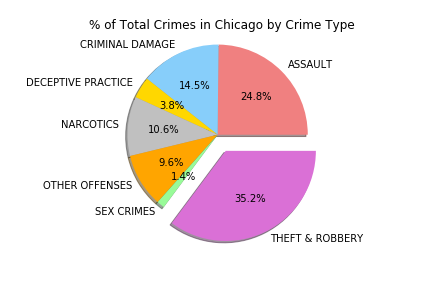 % of Total Crimes in Chicago by Crime Type
CRIMINAL DAMAGE
ASSAULT
14.5%
24.8%
DECEPTIVE PRACTICE
3.8%
NARCOTICS
10.6%
9.6%
OTHER OFFENSES
1.4%
SEX CRIMES
35.2%
THEFT & ROBBERY